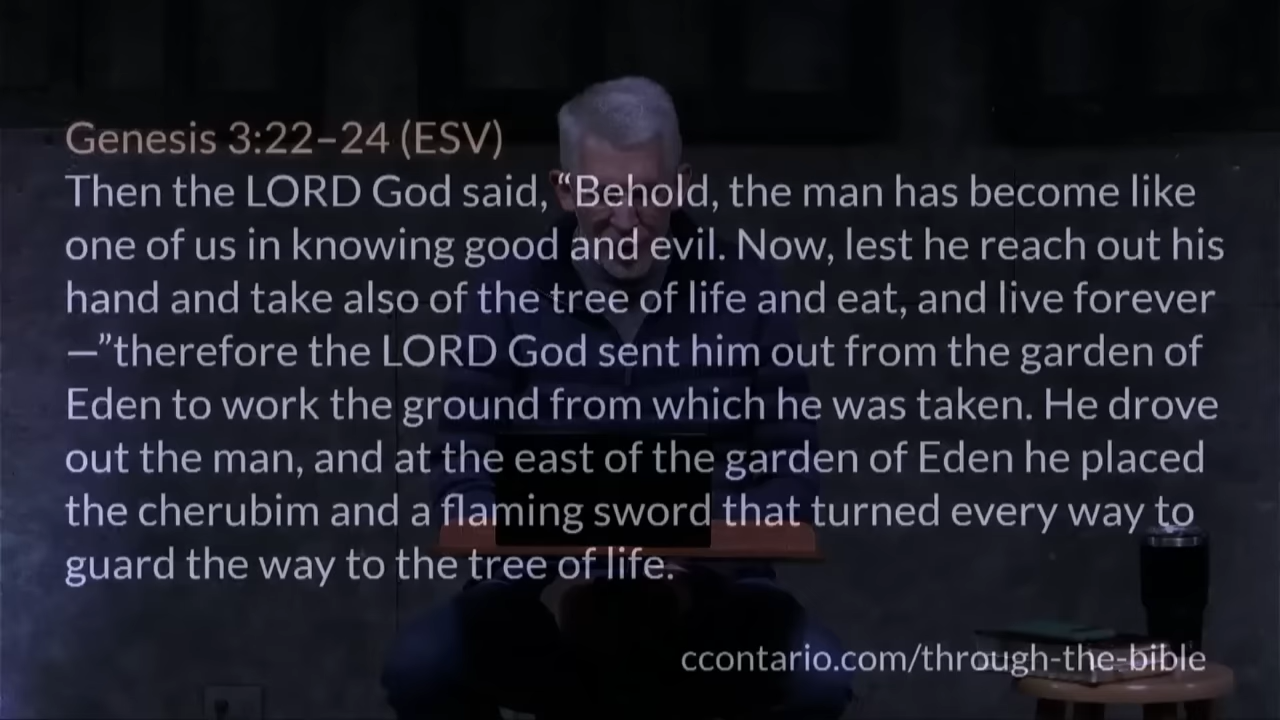 Genesis 3:22–24 (ESV)
Then the LORD God said, “Behold, the man has become like
one of us in knowing good and evil. Now, lest he reach out his
hand and take also of the tree of life and eat, and live forever
—”therefore the LORD God sent him out from the garden of
Eden to work the ground from which he was taken. He drove
out the man, and at the east of the garden of Eden he placed
the cherubim and a flaming sword that turned every way to
guard the way to the tree of life.
ccontario.com/through-the-bible